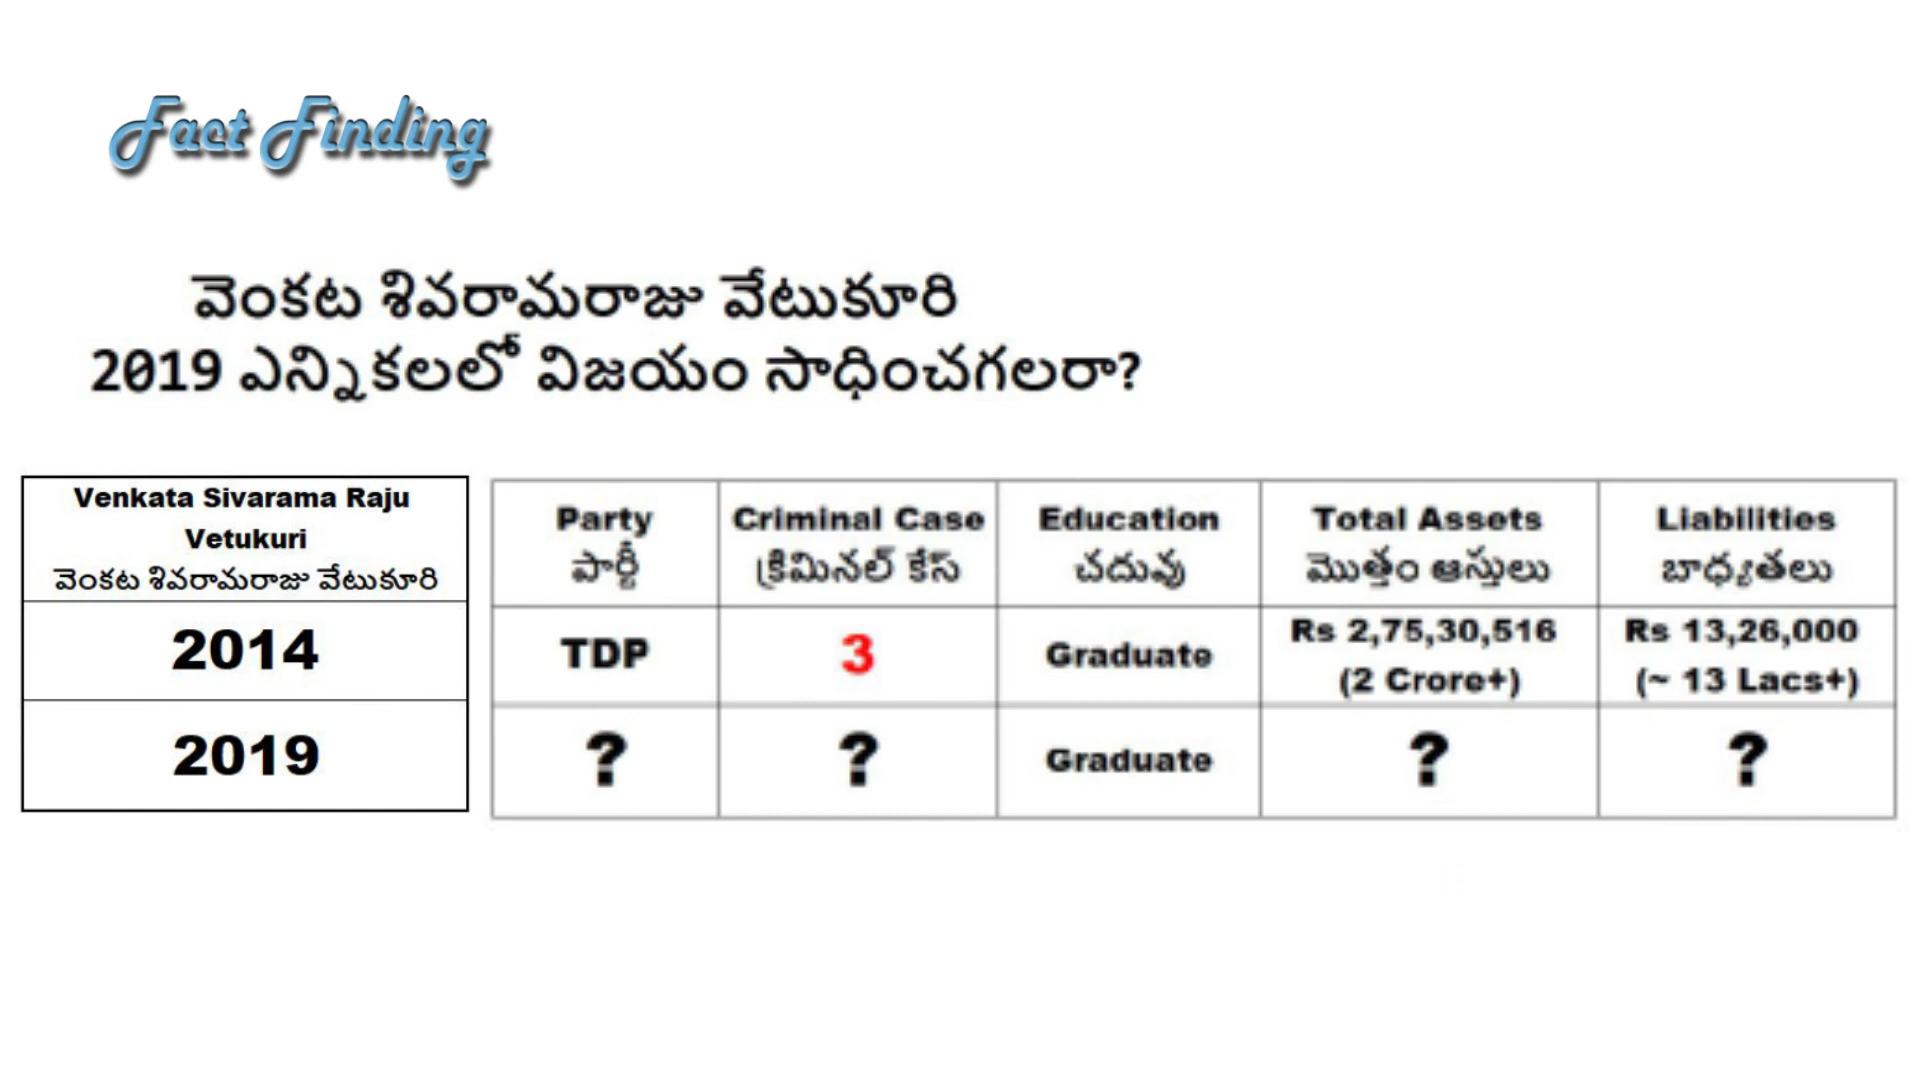 Fact Finding
వెంకట శివరామరాజు వేటుకూరి
2019 ఎన్నికలలో విజయం సాధించగలరా?
Venkata Sivarama Raju
Vetukuri
వెంకట శివరామరాజు వేటుకూరి
Party
పార్టీ
Criminal Case
క్రిమినల్ కేస్
Education
చదువు
Total Assets
మొత్తం ఆస్తులు
Liabilities
బాధ్యతలు
2014
TDP
3
Graduate
Rs 2,75,30,516
(2 Crore+)
Rs 13,26,000
(~ 13 Lacs+)
2019
?
?
Graduate
?
?